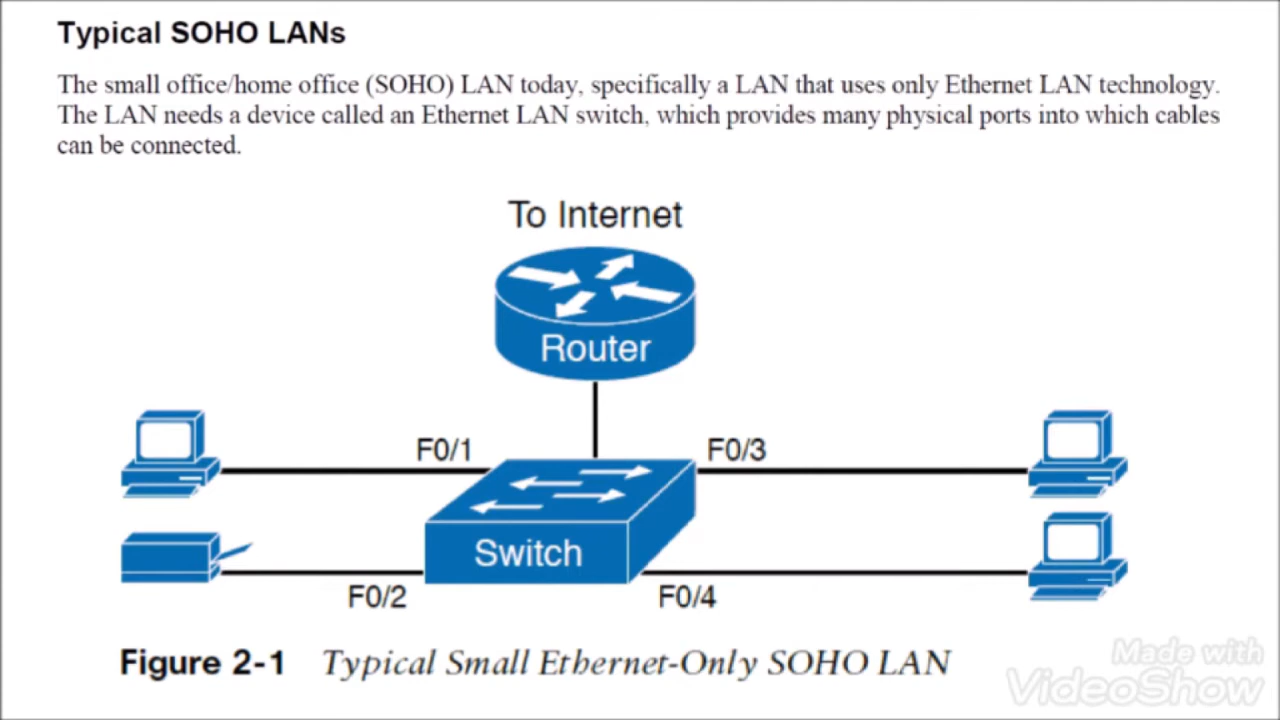 Typical SOHO LANs
The small office/home office (SOHO) LAN today, specifically a LAN that uses only Ethernet LAN technology.
The LAN needs a device called an Ethernet LAN switch, which provides many physical ports into which cables
can be connected.
To Internet
Router
F0/1
F0/3
Switch
F0/2
F0/4
Figure 2-1 Typical Small Ethernet-Only SOHO LAN
Made with
VideoShow